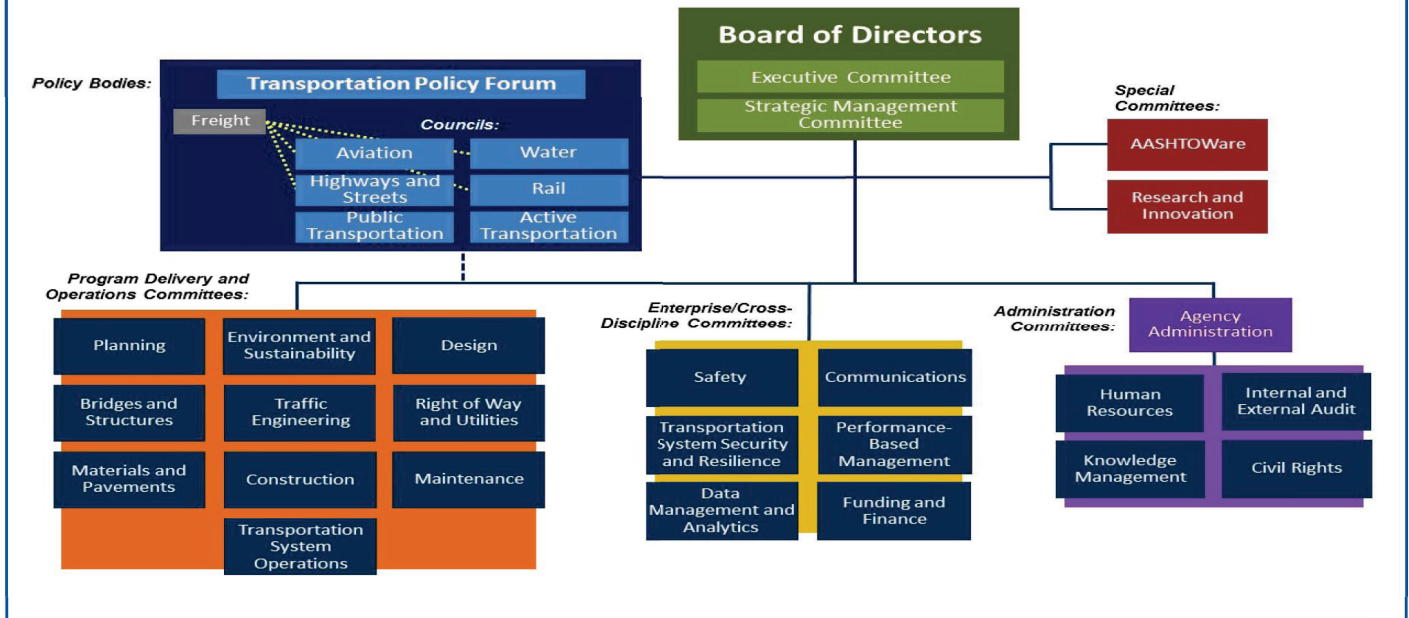 Board of Directors
Executive Committee
Strategic Management
Committee
Policy Bodies:
Transportation Policy Forum
Freight
Councils:
Aviation
Water
Highways and
Streets
Rail
Public
Transportation
Active
Transportation
Special
Committees:
AASHTOWare
Research and
Innovation
Program Delivery and
Operations Committees:
Planning
Environment and
Sustainability
Design
Bridges and
Structures
Traffic
Engineering
Right of Way
and Utilities
Materials and
Pavements
Construction
Maintenance
Transportation
System
Operations
Enterprise/Cross-
Discipline Committees:
Safety
Communications
Transportation
System Security
and Resilience
Performance-
Based
Management
Data
Management and
Analytics
Funding and
Finance
Administration
Committees:
Agency
Administration
Human
Resources
Internal and
External Audit
Knowledge
Management
Civil Rights